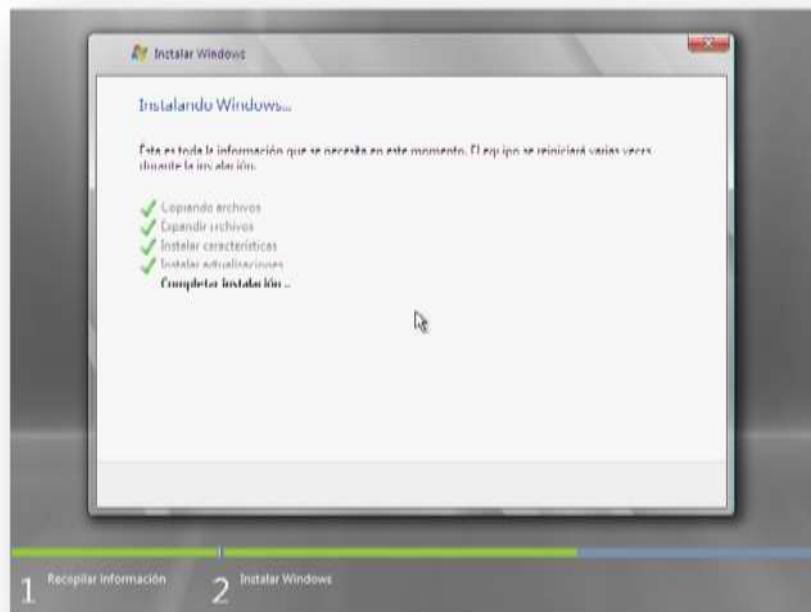 Instalar Windows
Instalando Windows...
Ésta es toda la información que se necesita en este momento. El equipo se reiniciará varias veces
durante la instalación.
Copiando archivos
Expandir archivos
Instalar características
Instalar actualizaciones
Completar instalación ...
1 Recopilar información
2 Instalar Windows